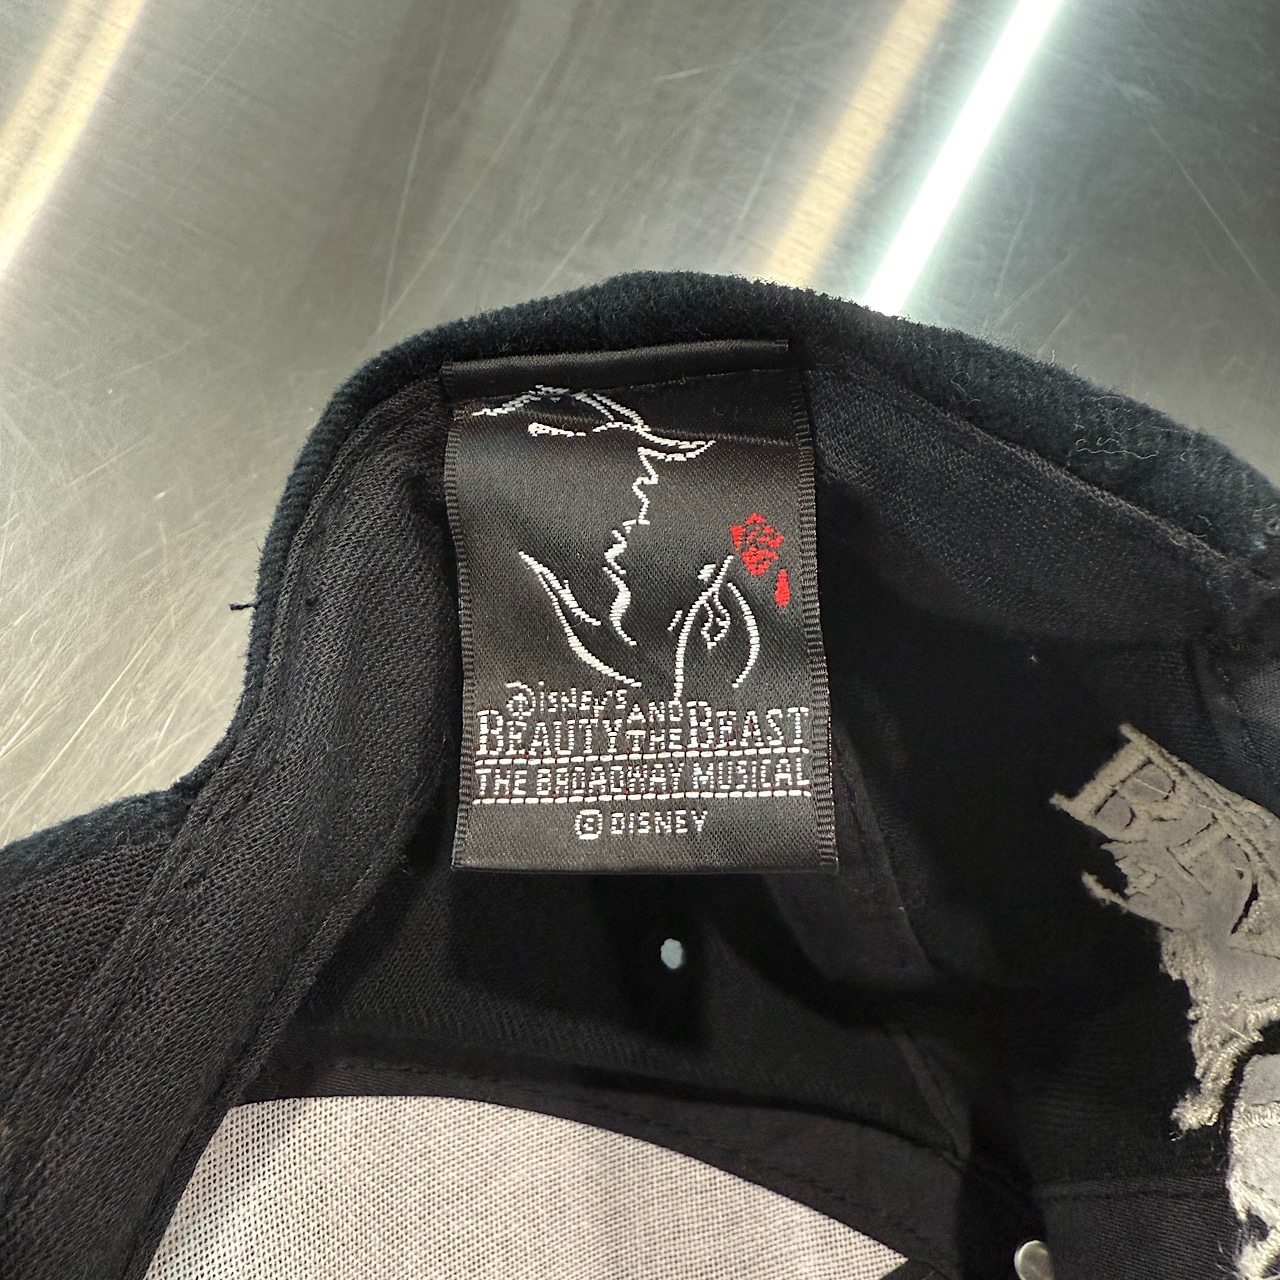 DISNEY'S
BEAUTY AND THE BEAST
THE BROADWAY MUSICAL
© DISNEY